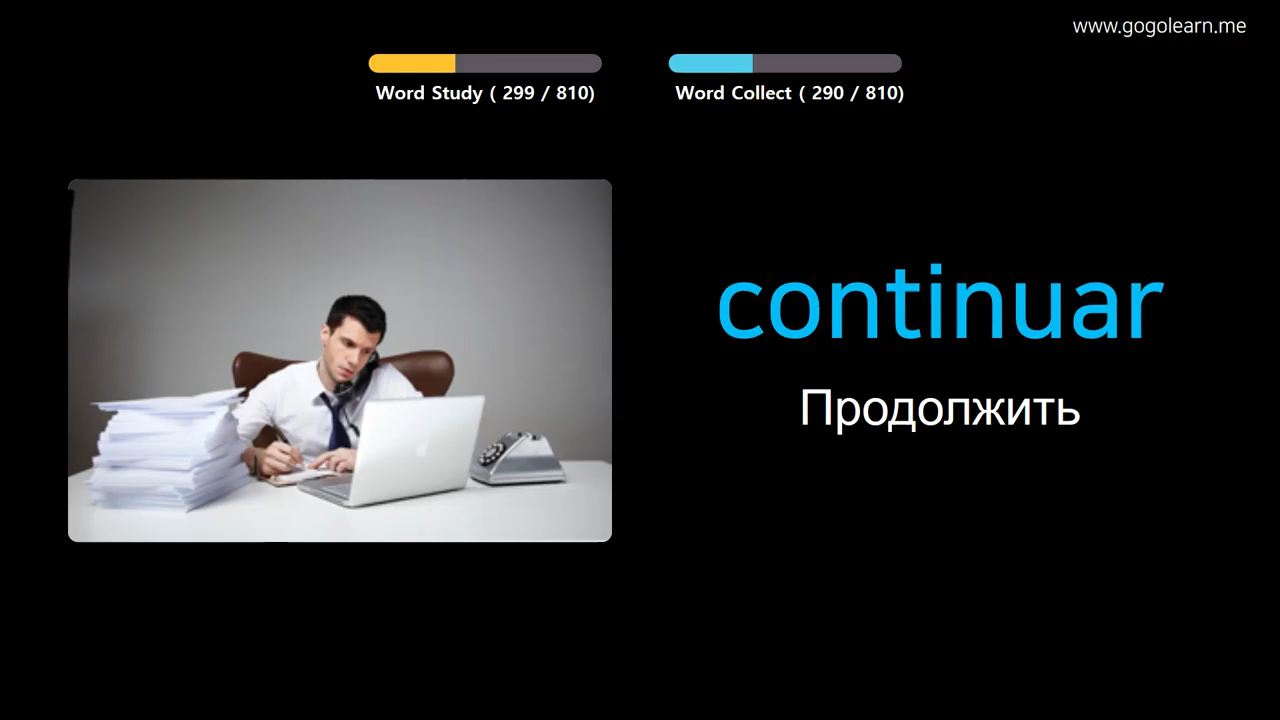 www.gogolearn.me
Word Study ( 299 / 810)
Word Collect ( 290 / 810)
continuar
Продолжить